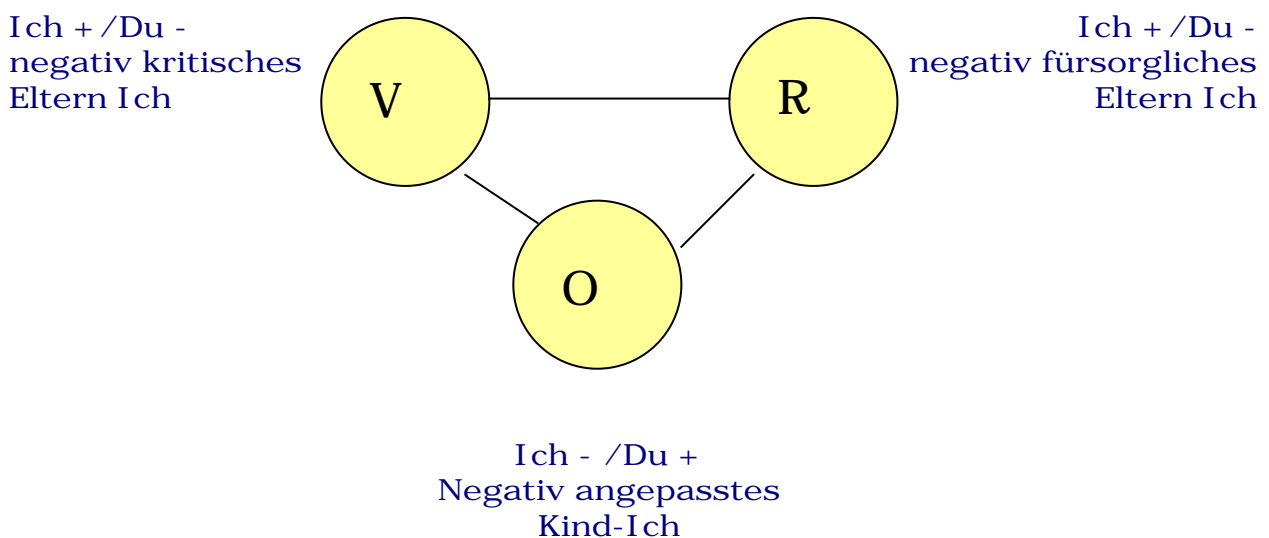 Ich +/Du -
negativ kritisches
Eltern Ich
V
R
Ich +/Du -
negativ fürsorgliches
Eltern Ich
O
Ich - /Du +
Negativ angepasstes
Kind-Ich